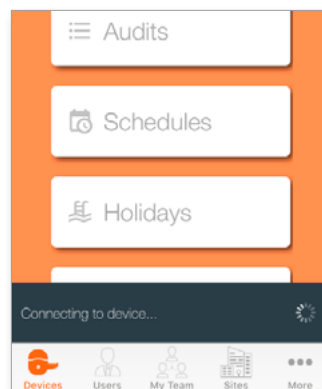 Audits
Schedules
Holidays
Connecting to device...
Devices Users My Team Sites More